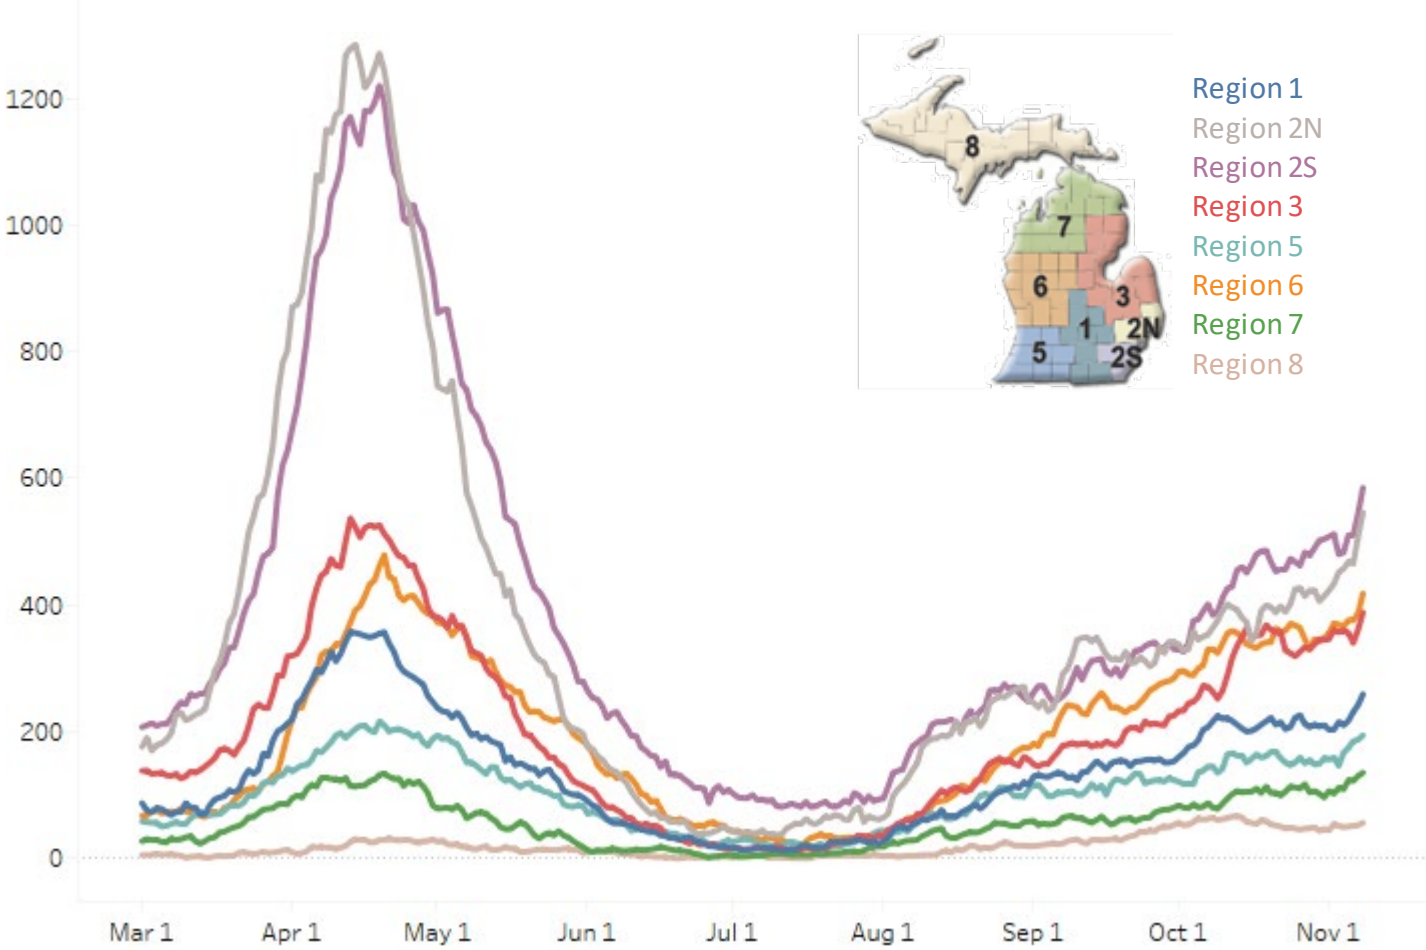 1200
1000
800
600
400
200
0
Mar 1 Apr 1 May 1 Jun 1 Jul 1 Aug 1 Sep 1 Oct 1 Nov 1
8
7
6
3
1
2N
5
2S
Region 1
Region 2N
Region 2S
Region 3
Region 5
Region 6
Region 7
Region 8